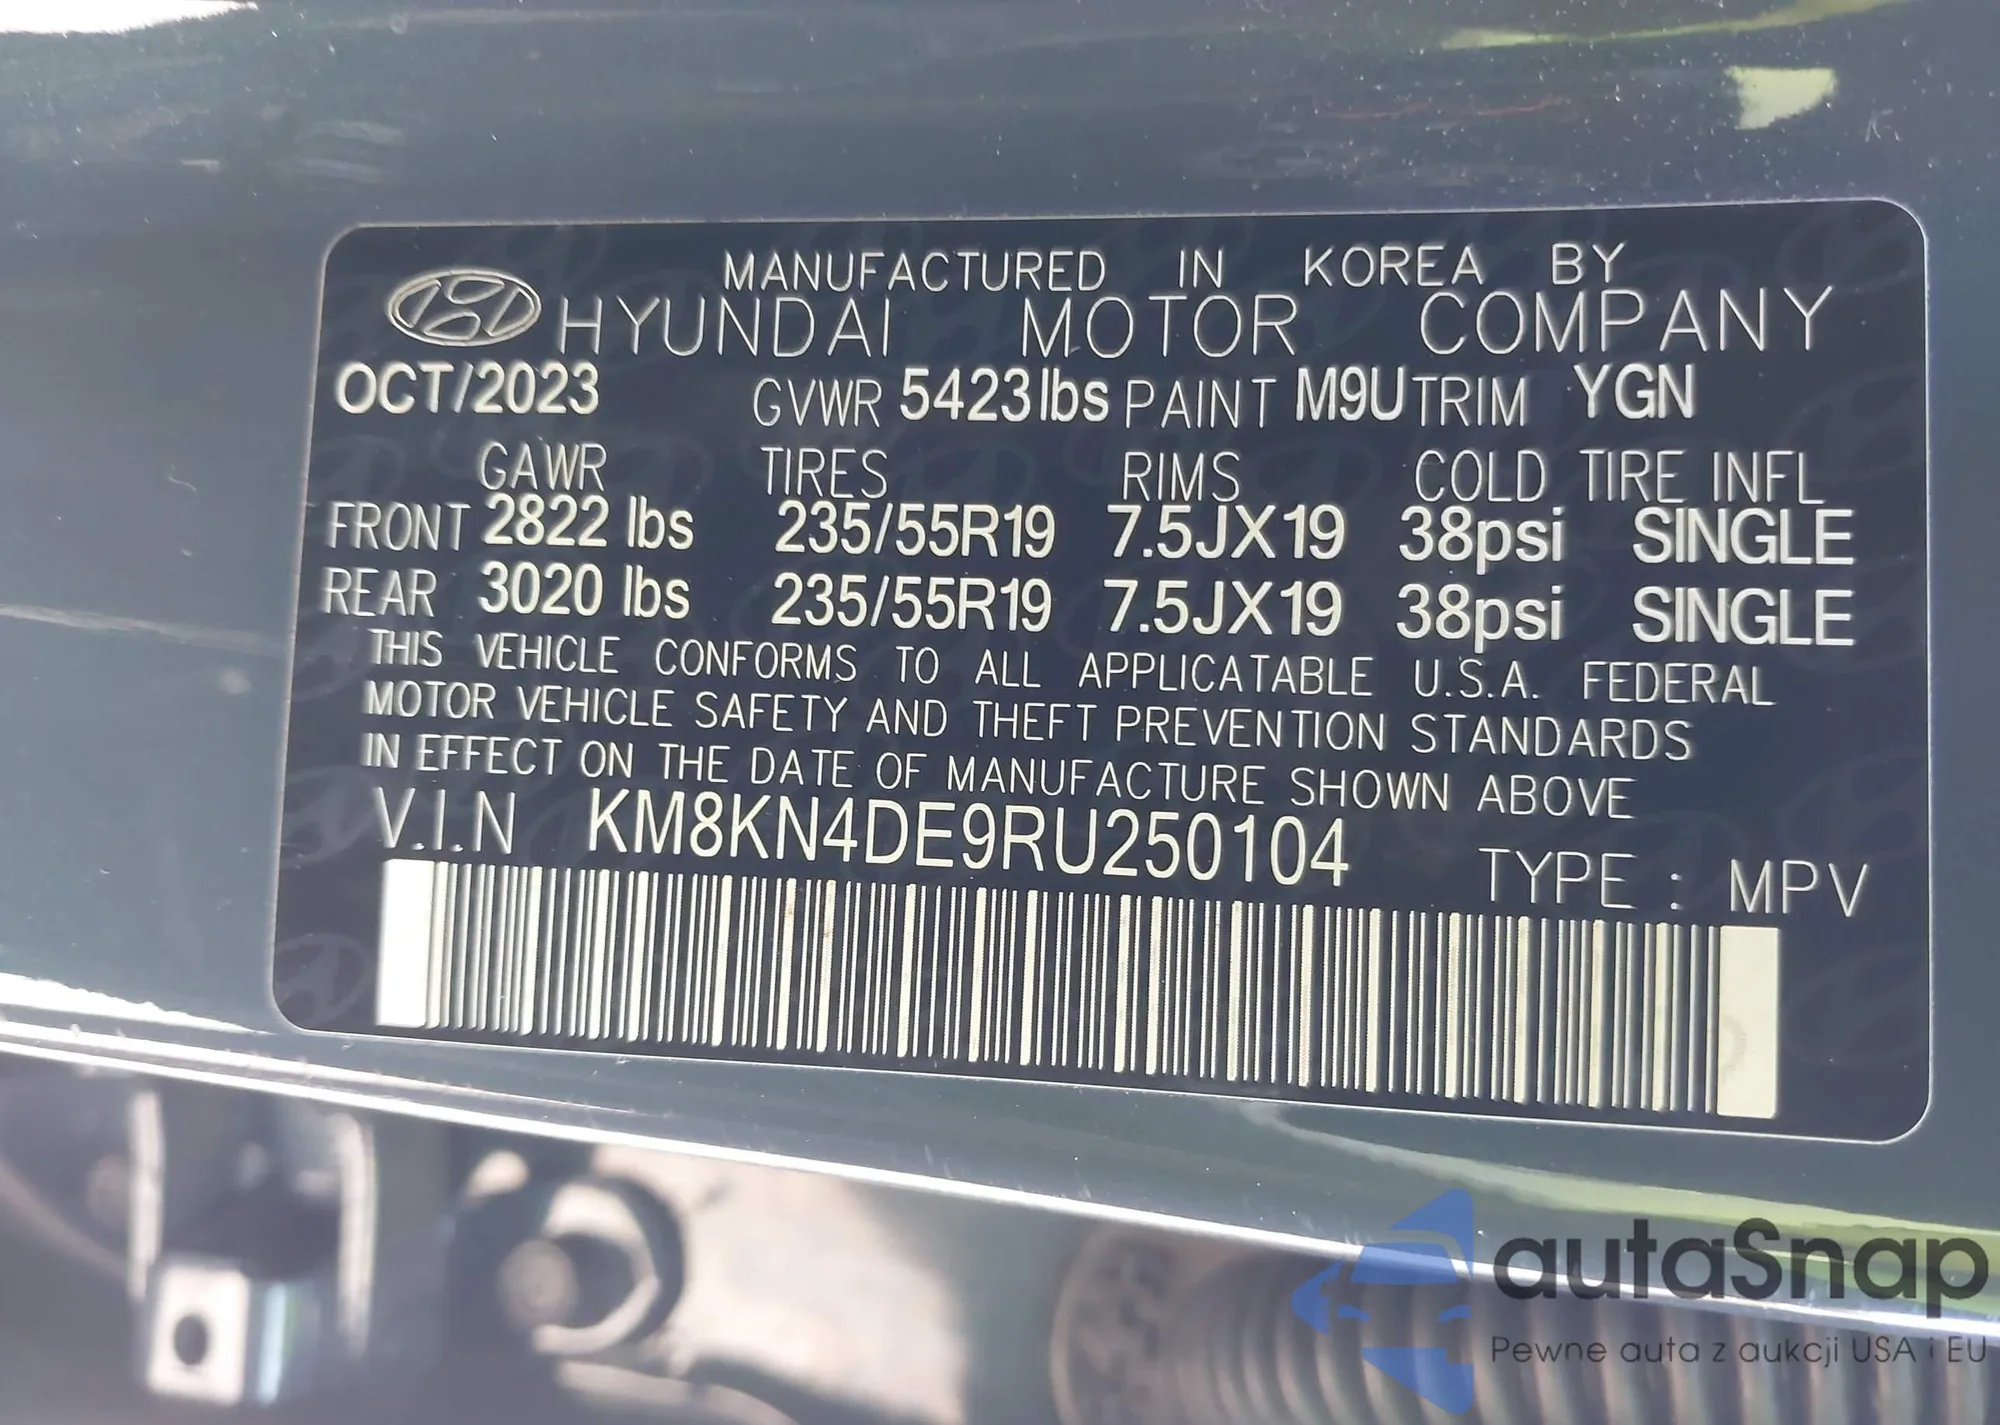 MANUFACTURED IN KOREA BY
HYUNDAI MOTOR COMPANY
OCT/2023 GVWR 5423lbs PAINT M9U TRIM YGN
GAWR TIRES RIMS COLD TIRE INFL
FRONT 2822 lbs 235/55R19 7.5JX19 38psi SINGLE
REAR 3020 lbs 235/55R19 7.5JX19 38psi SINGLE
THIS VEHICLE CONFORMS TO ALL APPLICATABLE U.S.A. FEDERAL
MOTOR VEHICLE SAFETY AND THEFT PREVENTION STANDARDS
IN EFFECT ON THE DATE OF MANUFACTURE SHOWN ABOVE
V.I.N KM8KN4DE9RU250104 TYPE : MPV
autaSnap
Pewne auta z aukcji USA i EU